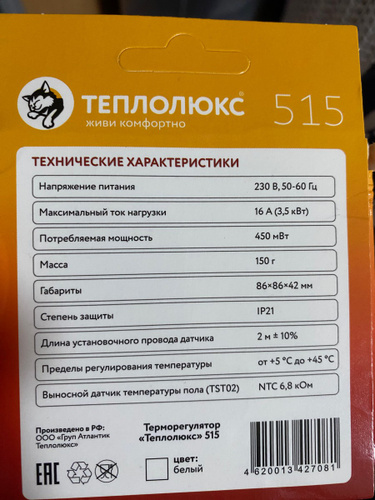 ТЕПЛОЛЮКС® 515
живи комфортно
ТЕХНИЧЕСКИЕ ХАРАКТЕРИСТИКИ
Напряжение питания 230 В, 50-60 Гц
Максимальный ток нагрузки 16 А (3,5 кВт)
Потребляемая мощность 450 мВт
Масса 150 г
Габариты 86×86×42 мм
Степень защиты IP21
Длина установочного провода датчика 2 м ± 10%
Пределы регулирования температуры от +5 °С до +45 °С
Выносной датчик температуры пола (TST02) NTC 6,8 кОм
Произведено в РФ:
ООО «Груп Атлантик
Теплолюкс»
Терморегулятор
«Теплолюкс» 515
EAC
цвет:
белый
4620013427081